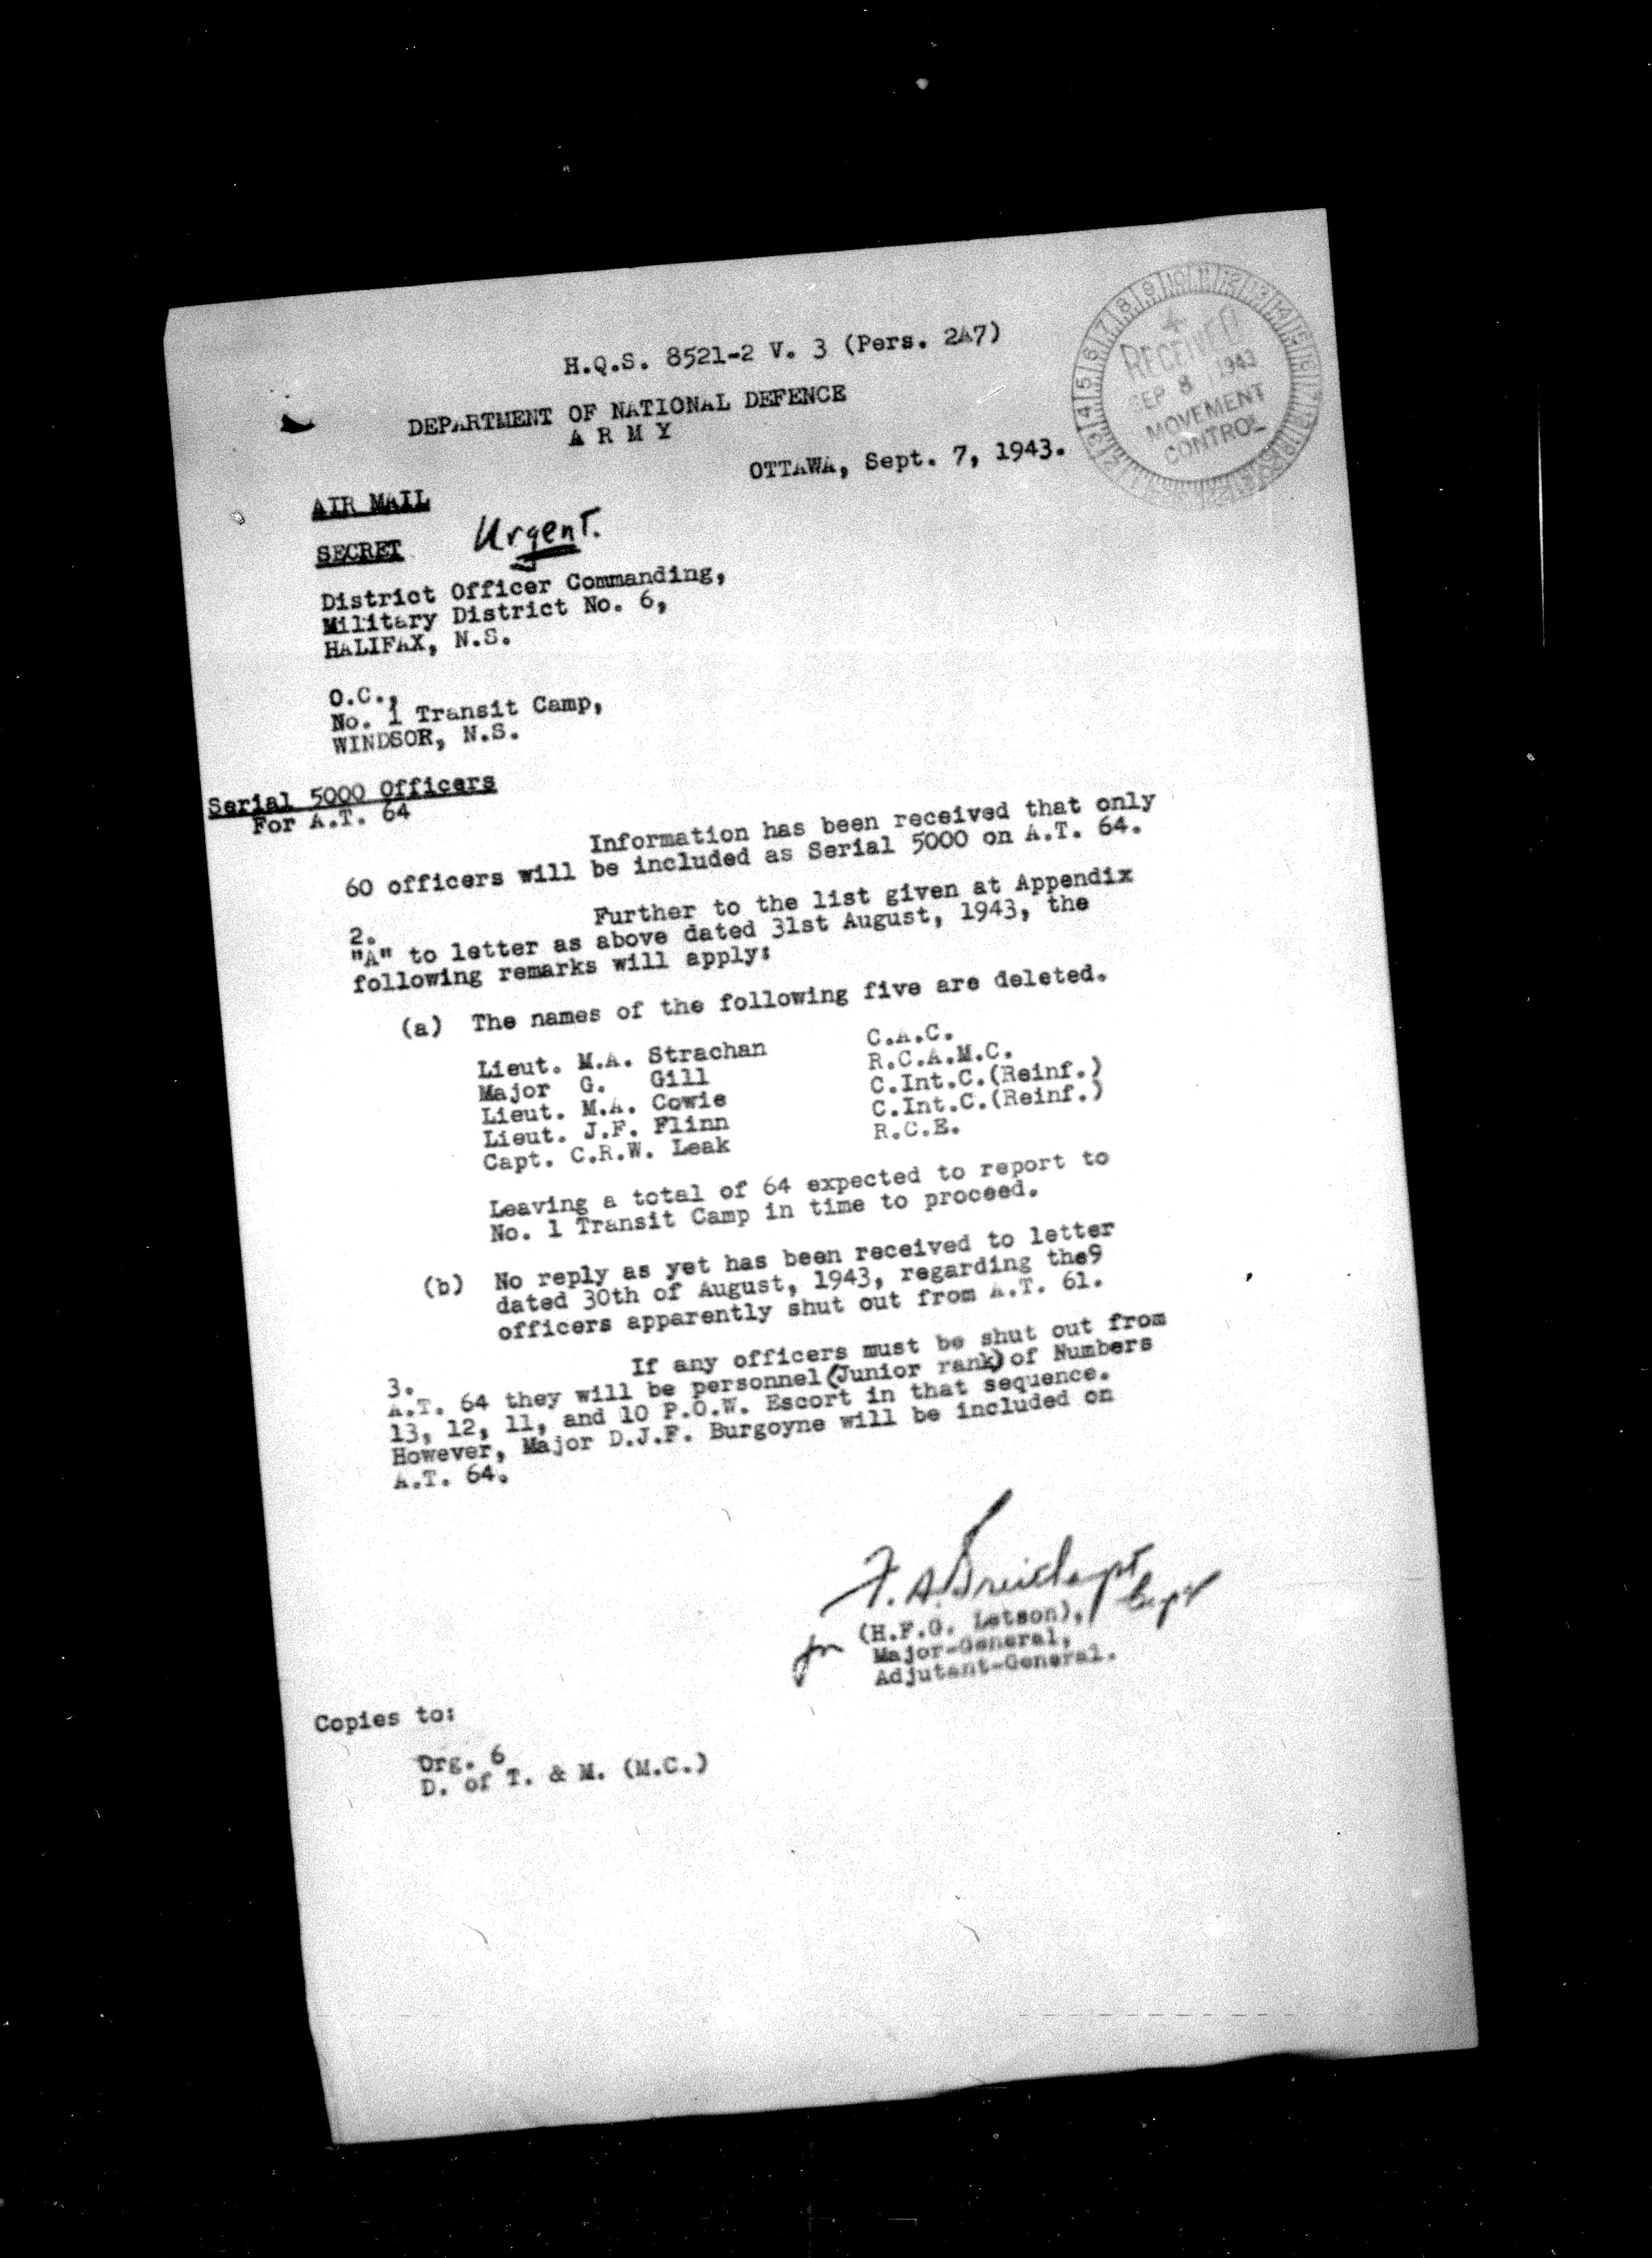 H.Q.S. 8521-2 V. 3 (Pers. 2A7)
DEPARTMENT OF NATIONAL DEFENCE
A R M Y
OTTAWA, Sept. 7, 1943.
RECEIVED
SEP 8 1943
MOVEMENT
CONTROL
AIR MAIL
SECRET
Urgent.
District Officer Commanding,
Military District No. 6,
HALIFAX, N.S.
O.C.,
No. 1 Transit Camp,
WINDSOR, N.S.
Serial 5000 Officers
For A.T. 64
Information has been received that only
60 officers will be included as Serial 5000 on A.T. 64.
2. Further to the list given at Appendix
"A" to letter as above dated 31st August, 1943, the
following remarks will apply:
(a) The names of the following five are deleted.
Lieut. M.A. Strachan C.A.C.
Major G. Gill R.C.A.M.C.
Lieut. M.A. Cowie C.Int.C.(Reinf.)
Lieut. J.F. Flinn C.Int.C.(Reinf.)
Capt. C.R.W. Leak R.C.E.
Leaving a total of 64 expected to report to
No. 1 Transit Camp in time to proceed.
(b) No reply as yet has been received to letter
dated 30th of August, 1943, regarding the9
officers apparently shut out from A.T. 61.
3. If any officers must be shut out from
A.T. 64 they will be personnel (Junior rank) of Numbers
13, 12, 11, and 10 P.O.W. Escort in that sequence.
However, Major D.J.F. Burgoyne will be included on
A.T. 64.
for (H.F.G. Letson),
Major-General,
Adjutant-General.
Copies to:
Org. 6
D. of T. & M. (M.C.)